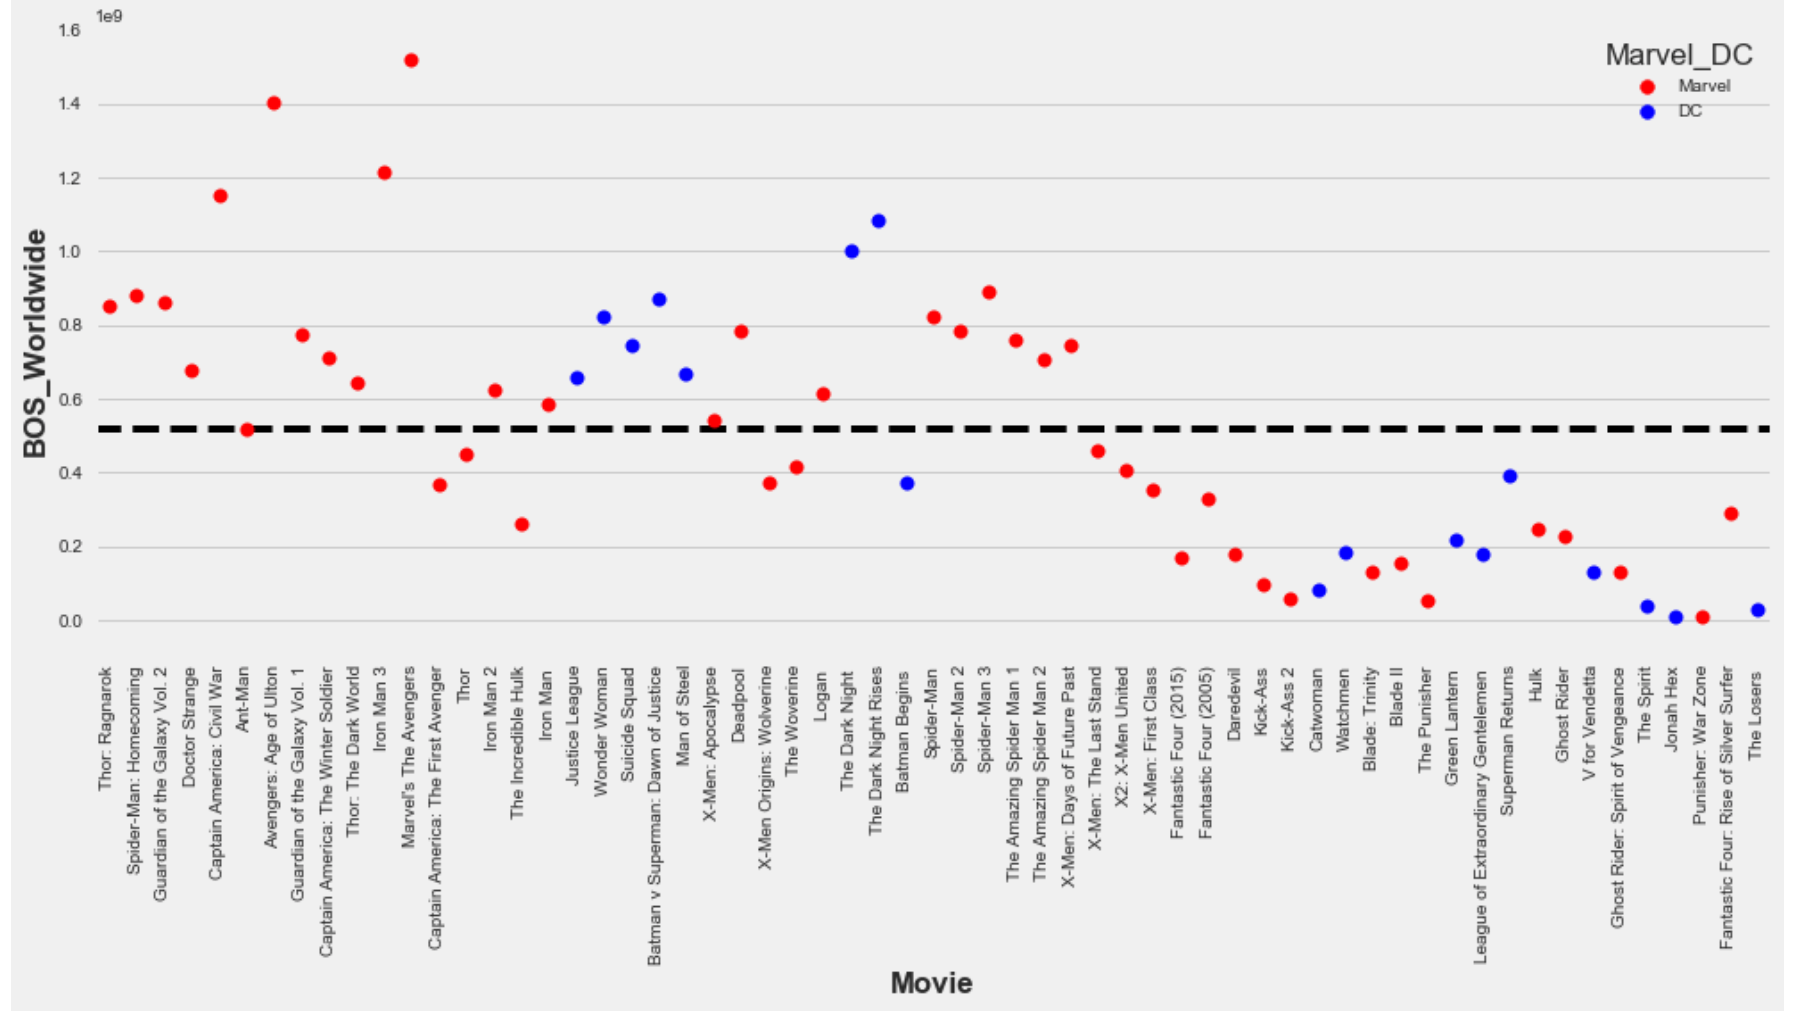 1e9
1.6
1.4
1.2
1.0
0.8
0.6
0.4
0.2
0.0
BOS_Worldwide
Marvel_DC
Marvel
DC
Thor: Ragnarok
Spider-Man: Homecoming
Guardian of the Galaxy Vol. 2
Doctor Strange
Captain America: Civil War
Ant-Man
Avengers: Age of Ulton
Guardian of the Galaxy Vol. 1
Captain America: The Winter Soldier
Thor: The Dark World
Iron Man 3
Marvel's The Avengers
Captain America: The First Avenger
Thor
Iron Man 2
The Incredible Hulk
Iron Man
Justice League
Wonder Woman
Suicide Squad
Batman v Superman: Dawn of Justice
Man of Steel
X-Men: Apocalypse
Deadpool
X-Men Origins: Wolverine
The Woverine
Logan
The Dark Night
The Dark Night Rises
Batman Begins
Spider-Man
Spider-Man 2
Spider-Man 3
The Amazing Spider Man 1
The Amazing Spider Man 2
X-Men: Days of Future Past
X-Men: The Last Stand
X2: X-Men United
X-Men: First Class
Fantastic Four (2015)
Fantastic Four (2005)
Daredevil
Kick-Ass
Kick-Ass 2
Catwoman
Watchmen
Blade: Trinity
Blade II
The Punisher
Green Lantern
League of Extraordinary Gentelemen
Superman Returns
Hulk
Ghost Rider
V for Vendetta
Ghost Rider: Spirit of Vengeance
The Spirit
Jonah Hex
Punisher: War Zone
Fantastic Four: Rise of Silver Surfer
The Losers
Movie